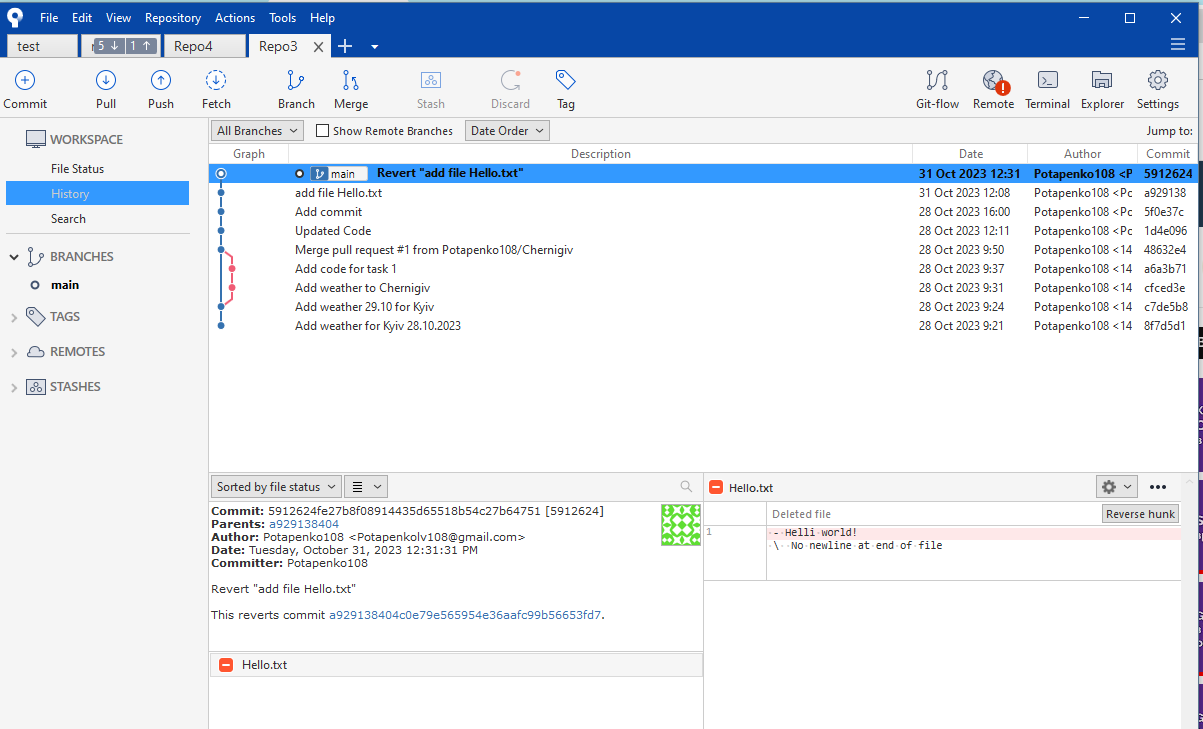 File Edit View Repository Actions Tools Help
test 5 1 Repo4 Repo3
Commit Pull Push Fetch Branch Merge Stash Discard Tag Git-flow Remote Terminal Explorer Settings
WORKSPACE
File Status
History
Search
BRANCHES
main
TAGS
REMOTES
STASHES
All Branches Show Remote Branches Date Order Jump to:
Graph Description Date Author Commit
main Revert "add file Hello.txt" 31 Oct 2023 12:31 Potapenko108 <P 5912624
add file Hello.txt 31 Oct 2023 12:08 Potapenko108 <Pc a929138
Add commit 28 Oct 2023 16:00 Potapenko108 <Pc 5f0e37c
Updated Code 28 Oct 2023 12:11 Potapenko108 <Pc 1d4e096
Merge pull request #1 from Potapenko108/Chernigiv 28 Oct 2023 9:50 Potapenko108 <14 48632e4
Add code for task 1 28 Oct 2023 9:37 Potapenko108 <14 a6a3b71
Add weather to Chernigiv 28 Oct 2023 9:31 Potapenko108 <14 cfced3e
Add weather 29.10 for Kyiv 28 Oct 2023 9:24 Potapenko108 <14 c7de5b8
Add weather for Kyiv 28.10.2023 28 Oct 2023 9:21 Potapenko108 <14 8f7d5d1
Sorted by file status
Commit: 5912624fe27b8f08914435d65518b54c27b64751 [5912624]
Parents: a929138404
Author: Potapenko108 <Potapenkolv108@gmail.com>
Date: Tuesday, October 31, 2023 12:31:31 PM
Committer: Potapenko108
Revert "add file Hello.txt"
This reverts commit a929138404c0e79e565954e36aafc99b56653fd7.
Hello.txt
Hello.txt
Deleted file Reverse hunk
1 - Helli world!
\ No newline at end of file